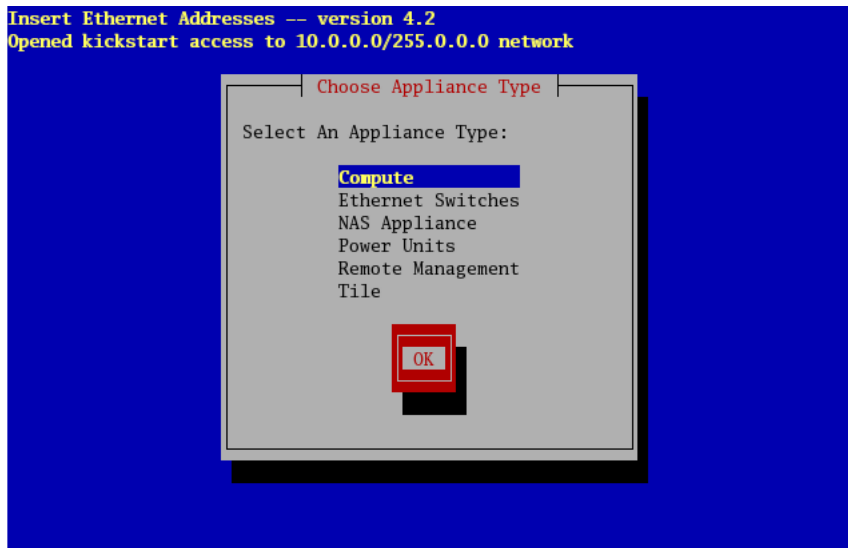 Insert Ethernet Addresses -- version 4.2
Opened kickstart access to 10.0.0.0/255.0.0.0 network
Choose Appliance Type
Select An Appliance Type:
Compute
Ethernet Switches
NAS Appliance
Power Units
Remote Management
Tile
OK